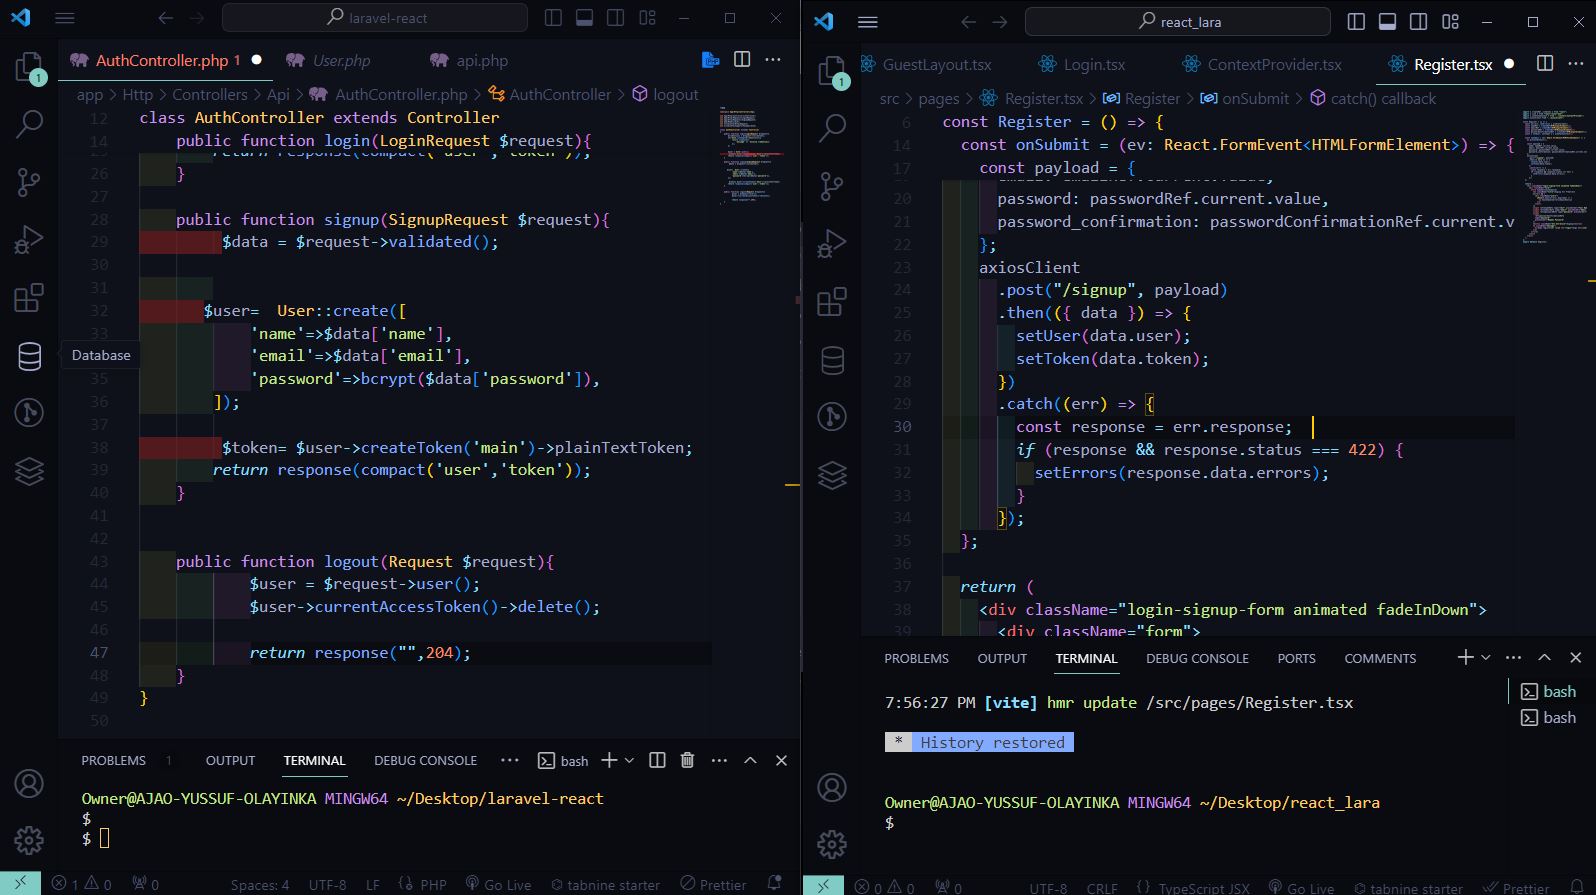 laravel-react
AuthController.php 1
User.php
api.php
app > Http > Controllers > Api > AuthController.php > AuthController > logout
12 class AuthController extends Controller
14 public function login(LoginRequest $request){
return response(compact('user','token'));
26 }
27
28 public function signup(SignupRequest $request){
29 $data = $request->validated();
30
31
32 $user= User::create([
33 'name'=>$data['name'],
'email'=>$data['email'],
35 'password'=>bcrypt($data['password']),
36 ]);
37
38 $token= $user->createToken('main')->plainTextToken;
39 return response(compact('user','token'));
40 }
41
42
43 public function logout(Request $request){
44 $user = $request->user();
45 $user->currentAccessToken()->delete();
46
47 return response("",204);
48 }
49 }
50
Database
1
PROBLEMS 1 OUTPUT TERMINAL DEBUG CONSOLE ... bash
Owner@AJAO-YUSSUF-OLAYINKA MINGW64 ~/Desktop/laravel-react
$
$
1 0 0 Spaces: 4 UTF-8 LF {} PHP Go Live tabnine starter Prettier
react_lara
GuestLayout.tsx
Login.tsx
ContextProvider.tsx
Register.tsx
src > pages > Register.tsx > Register > onSubmit > catch() callback
6 const Register = () => {
14 const onSubmit = (ev: React.FormEvent<HTMLFormElement>) => {
17 const payload = {
20 password: passwordRef.current.value,
21 password_confirmation: passwordConfirmationRef.current.v
22 };
23 axiosClient
24 .post("/signup", payload)
25 .then(({ data }) => {
26 setUser(data.user);
27 setToken(data.token);
28 })
29 .catch((err) => {
30 const response = err.response;
31 if (response && response.status === 422) {
32 setErrors(response.data.errors);
33 }
34 });
35 };
36
37 return (
38 <div className="login-signup-form animated fadeInDown">
39 <div className="form">
1
PROBLEMS OUTPUT TERMINAL DEBUG CONSOLE PORTS COMMENTS
7:56:27 PM [vite] hmr update /src/pages/Register.tsx
* History restored
Owner@AJAO-YUSSUF-OLAYINKA MINGW64 ~/Desktop/react_lara
$
bash
bash
0 0 0 UTF-8 CRLF {} TypeScript JSX Go Live tabnine starter Prettier